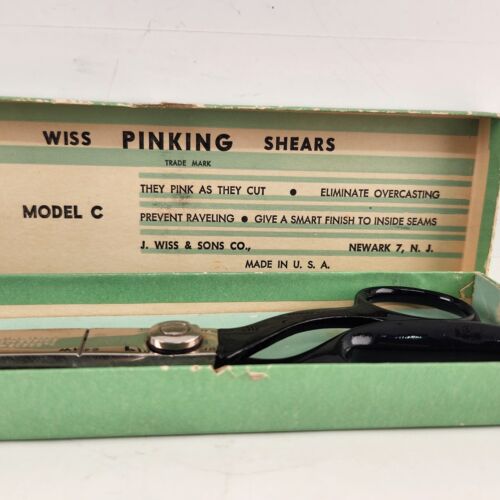 WISS PINKING SHEARS
TRADE MARK
THEY PINK AS THEY CUT • ELIMINATE OVERCASTING
MODEL C
PREVENT RAVELING • GIVE A SMART FINISH TO INSIDE SEAMS
J. WISS & SONS CO., NEWARK 7, N. J.
MADE IN U. S. A.